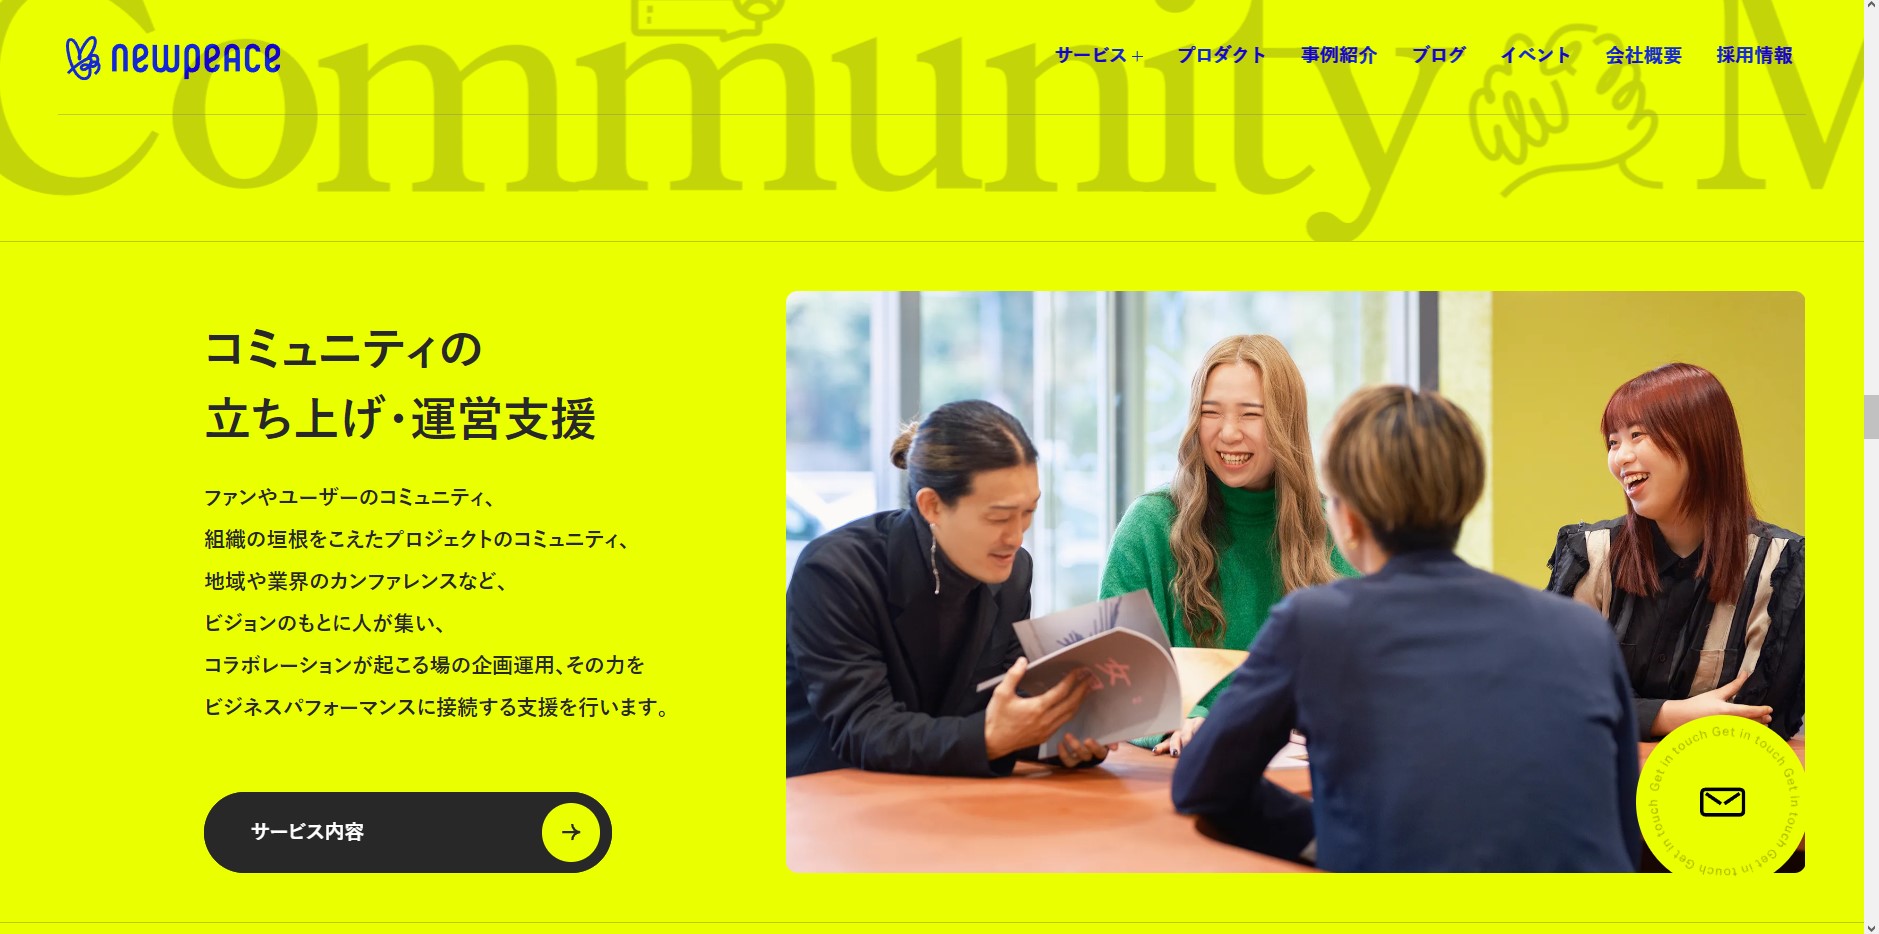 Community M
newpeace
サービス+ プロダクト 事例紹介 ブログ イベント 会社概要 採用情報
コミュニティの
立ち上げ・運営支援
ファンやユーザーのコミュニティ、
組織の垣根をこえたプロジェクトのコミュニティ、
地域や業界のカンファレンスなど、
ビジョンのもとに人が集い、
コラボレーションが起こる場の企画運用、その力を
ビジネスパフォーマンスに接続する支援を行います。
サービス内容
Get in touch Get in touch Get in touch Get in touch Get in touch Get in touch